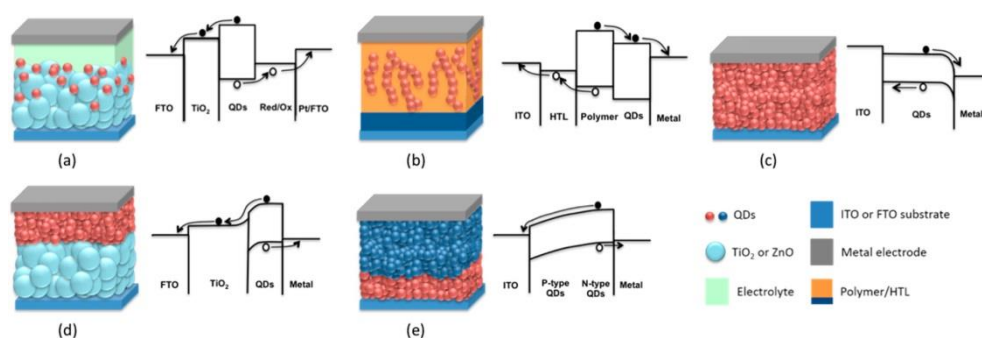 FTO TiO₂ QDs Red/Ox Pt/FTO
(a)
ITO HTL Polymer QDs Metal
(b)
ITO QDs Metal
(c)
FTO TiO₂ QDs Metal
(d)
ITO P-type QDs N-type QDs Metal
(e)
QDs
ITO or FTO substrate
TiO₂ or ZnO
Metal electrode
Electrolyte
Polymer/HTL